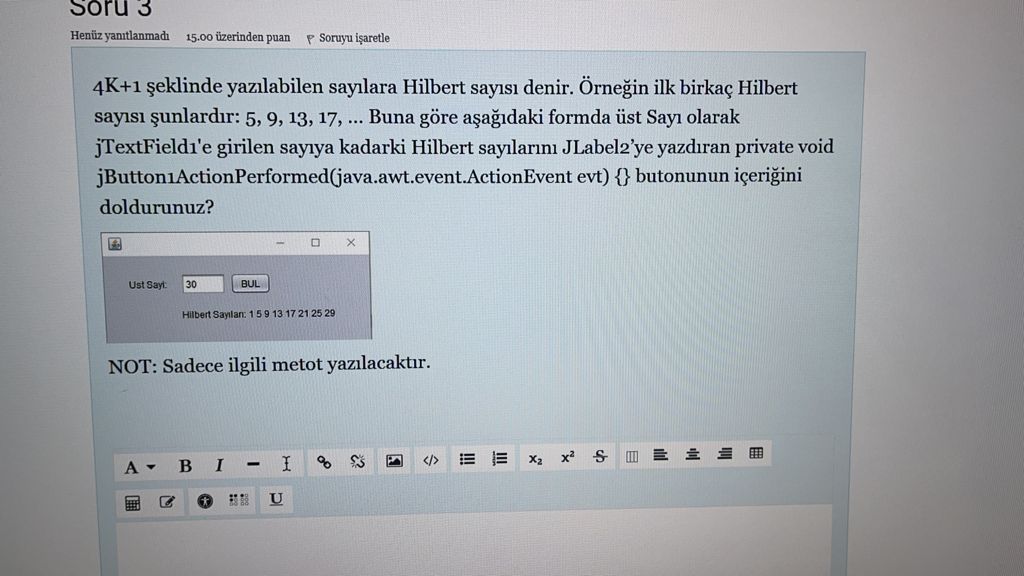 Soru 3
Henüz yanıtlanmadı 15.00 üzerinden puan Soruyu işaretle
4K+1 şeklinde yazılabilen sayılara Hilbert sayısı denir. Örneğin ilk birkaç Hilbert
sayısı şunlardır: 5, 9, 13, 17, ... Buna göre aşağıdaki formda üst Sayı olarak
jTextField1'e girilen sayıya kadarki Hilbert sayılarını JLabel2'ye yazdıran private void
jButton1ActionPerformed(java.awt.event.ActionEvent evt) {} butonunun içeriğini
doldurunuz?
Ust Sayi: 30 BUL
Hilbert Sayıları: 1 5 9 13 17 21 25 29
NOT: Sadece ilgili metot yazılacaktır.
A B I </> x₂ x² S
U